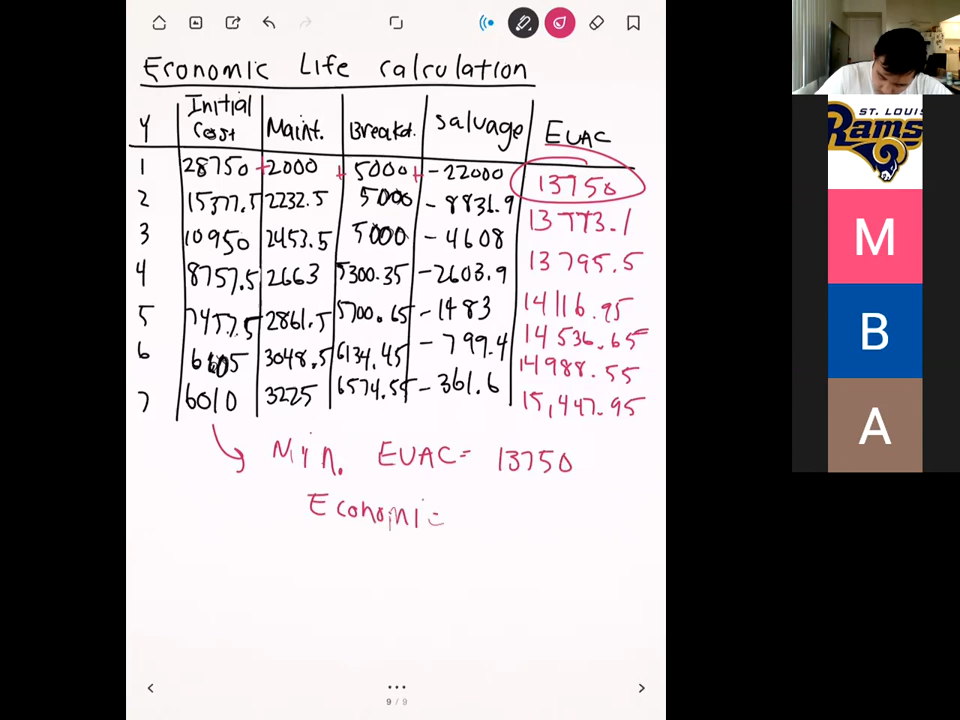 Economic Life calculation
Y Initial Cost Maint. Breakd. Salvage EUAC
1 28750 + 2000 + 5000 + -22000 13750
2 15377.5 2232.5 5000 -8836.9 13773.1
3 10950 2453.5 5000 -4608 13795.5
4 8757.5 2663 5300.35 -2603.9 14116.95
5 7457.5 2861.5 5700.65 -1483 14536.65
6 6605 3048.5 6134.45 -799.4 14988.55
7 6010 3225 6574.55 -361.6 15,447.95
Min. EUAC = 13750
Economic
9 / 9
ST. LOUIS
Rams
M
B
A